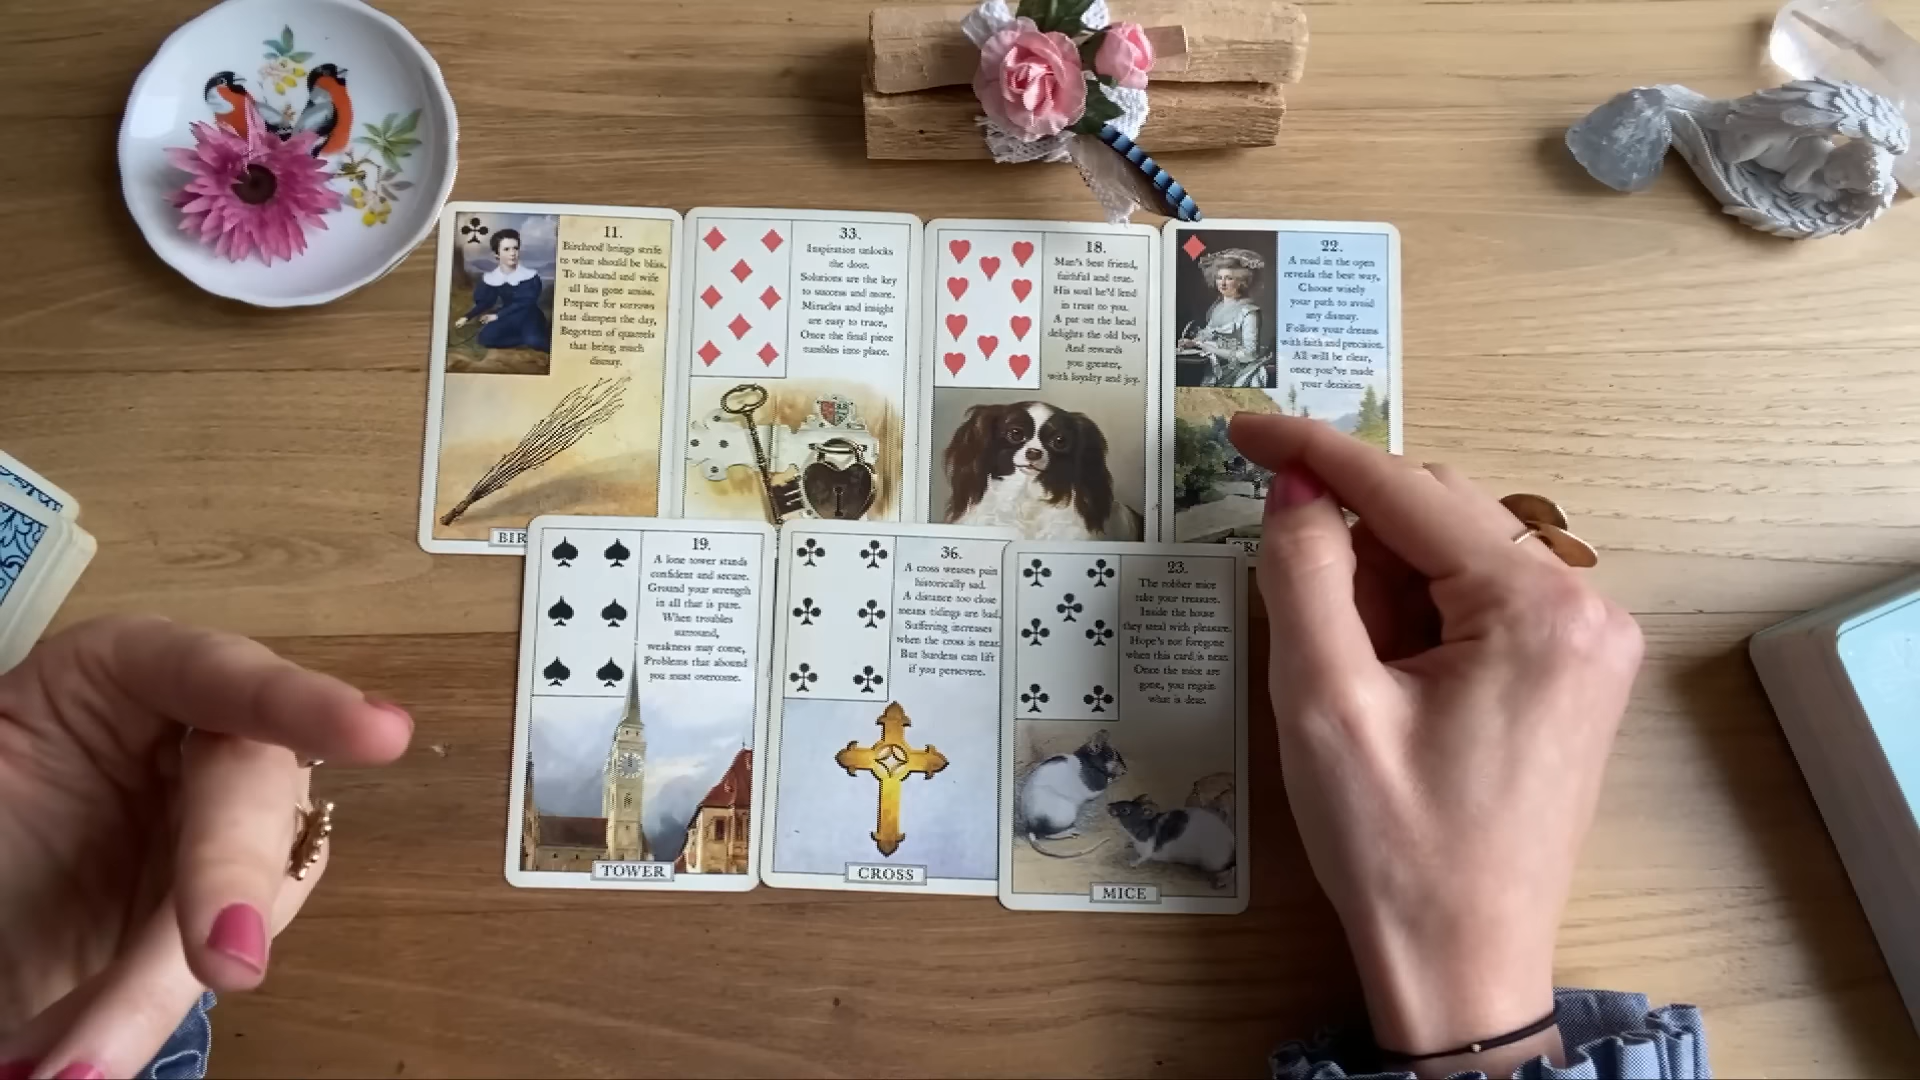 11.
Birchrod brings strife
to what should be bliss.
To husband and wife
all has gone amiss.
Prepare for sorrows
that dampen the day,
Begotten of quarrels
that bring much
dismay.
BIR
33.
Inspiration unlocks
the door.
Solutions are the key
to success and more.
Miracles and insight
are easy to trace,
Once the final piece
tumbles into place.
18.
Man's best friend,
faithful and true.
His soul he'd lend
in trust to you.
A pat on the head
delights the old boy,
And rewards
you greater,
with loyalty and joy.
22.
A road in the open
reveals the best way,
Choose wisely
your path to avoid
any dismay.
Follow your dreams
with faith and precision.
All will be clear,
once you've made
your decision.
CRO
19.
A lone tower stands
confident and secure.
Ground your strength
in all that is pure.
When troubles
surround,
weakness may come,
Problems that abound
you must overcome.
TOWER
36.
A cross weaves pain
historically sad.
A distance too close
means tidings are bad.
Suffering increases
when the cross is near.
But burdens can lift
if you persevere.
CROSS
23.
The robber mice
take your treasure.
Inside the house
they steal with pleasure.
Hope's not foregone
when this card is near.
Once the mice are
gone, you regain
what is dear.
MICE